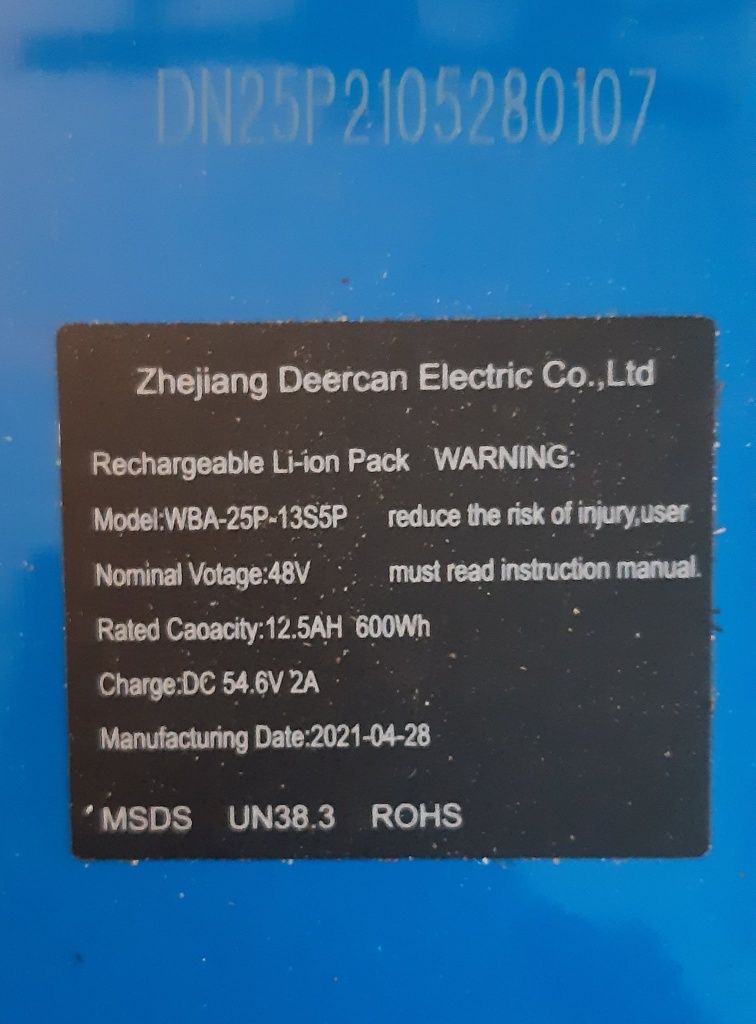 DN25P2105280107
Zhejiang Deercan Electric Co.,Ltd
Rechargeable Li-ion Pack WARNING:
Model:WBA-25P-13S5P reduce the risk of injury,user
Nominal Votage:48V must read instruction manual.
Rated Caoacity:12.5AH 600Wh
Charge:DC 54.6V 2A
Manufacturing Date:2021-04-28
MSDS UN38.3 ROHS